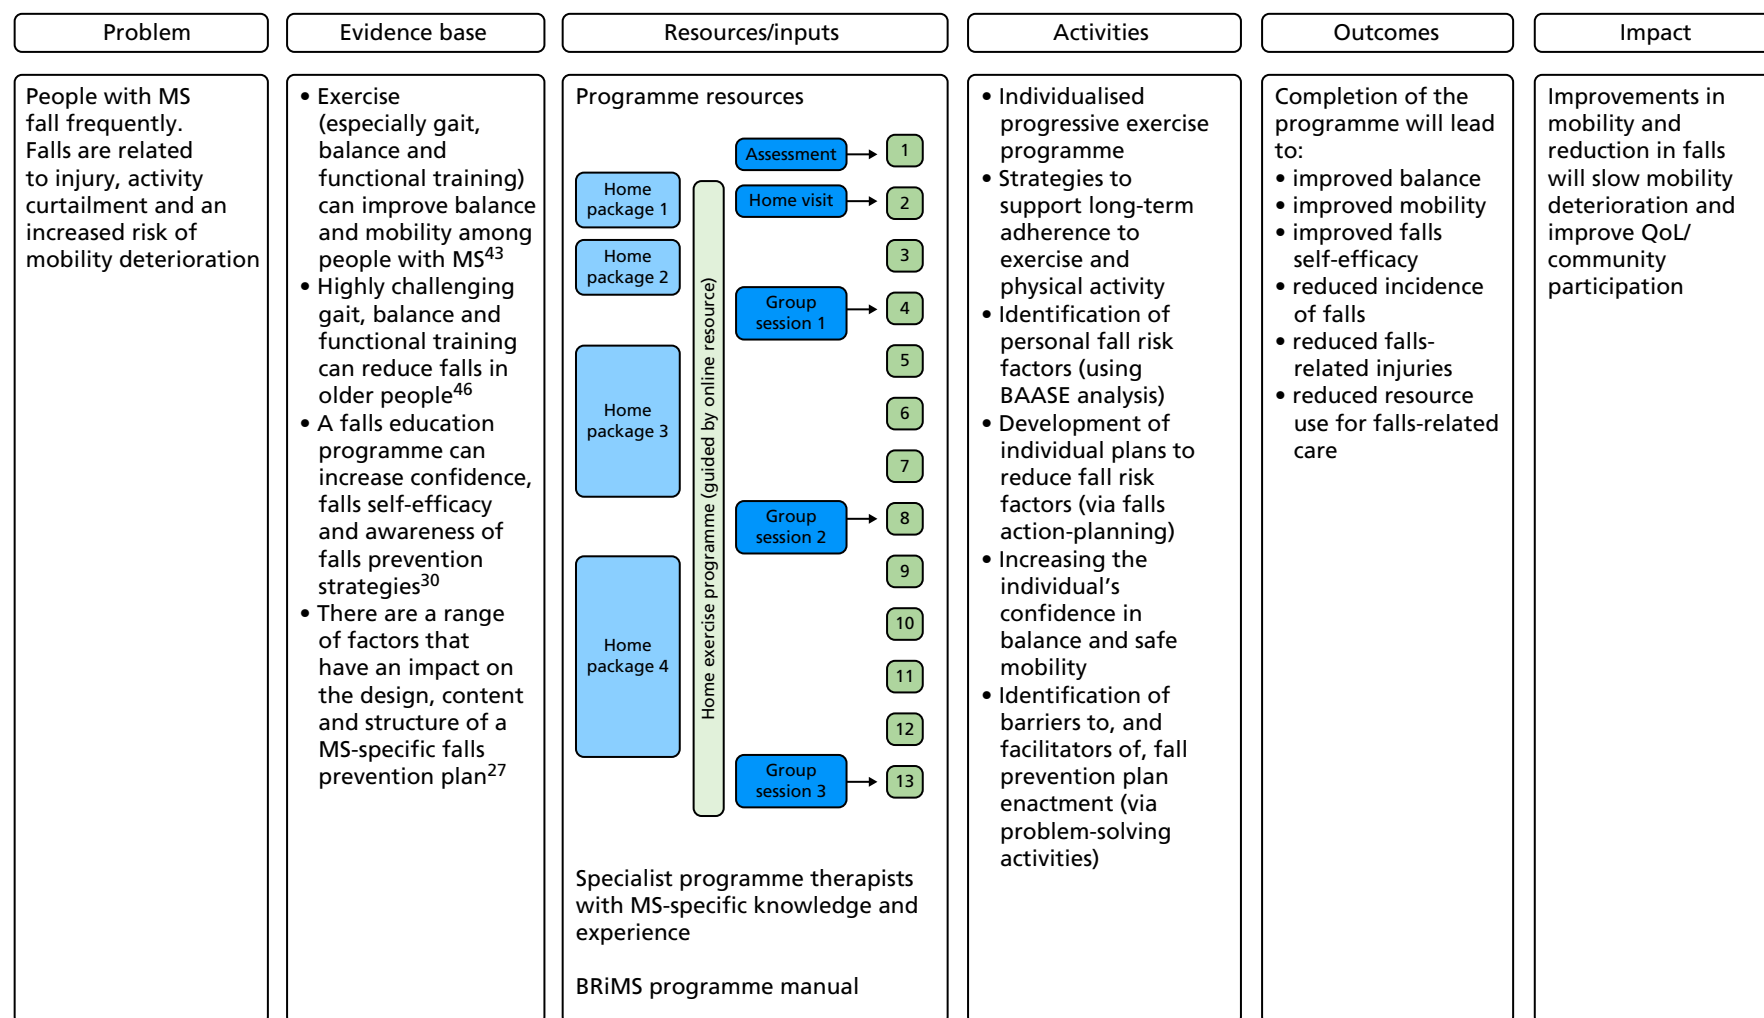 Problem
Evidence base
Resources/inputs
Activities
Outcomes
Impact
People with MS
fall frequently.
Falls are related
to injury, activity
curtailment and an
increased risk of
mobility deterioration
• Exercise
(especially gait,
balance and
functional training)
can improve balance
and mobility among
people with MS43
• Highly challenging
gait, balance and
functional training
can reduce falls in
older people46
• A falls education
programme can
increase confidence,
falls self-efficacy
and awareness of
falls prevention
strategies30
• There are a range
of factors that
have an impact on
the design, content
and structure of a
MS-specific falls
prevention plan27
Programme resources
Home
package 1
Home
package 2
Home
package 3
Home
package 4
Home exercise programme (guided by online resource)
Assessment
Home visit
Group
session 1
Group
session 2
Group
session 3
1
2
3
4
5
6
7
8
9
10
11
12
13
Specialist programme therapists
with MS-specific knowledge and
experience
BRiMS programme manual
• Individualised
progressive exercise
programme
• Strategies to
support long-term
adherence to
exercise and
physical activity
• Identification of
personal fall risk
factors (using
BAASE analysis)
• Development of
individual plans to
reduce fall risk
factors (via falls
action-planning)
• Increasing the
individual’s
confidence in
balance and safe
mobility
• Identification of
barriers to, and
facilitators of, fall
prevention plan
enactment (via
problem-solving
activities)
Completion of the
programme will lead
to:
• improved balance
• improved mobility
• improved falls
self-efficacy
• reduced incidence
of falls
• reduced falls-
related injuries
• reduced resource
use for falls-related
care
Improvements in
mobility and
reduction in falls
will slow mobility
deterioration and
improve QoL/
community
participation